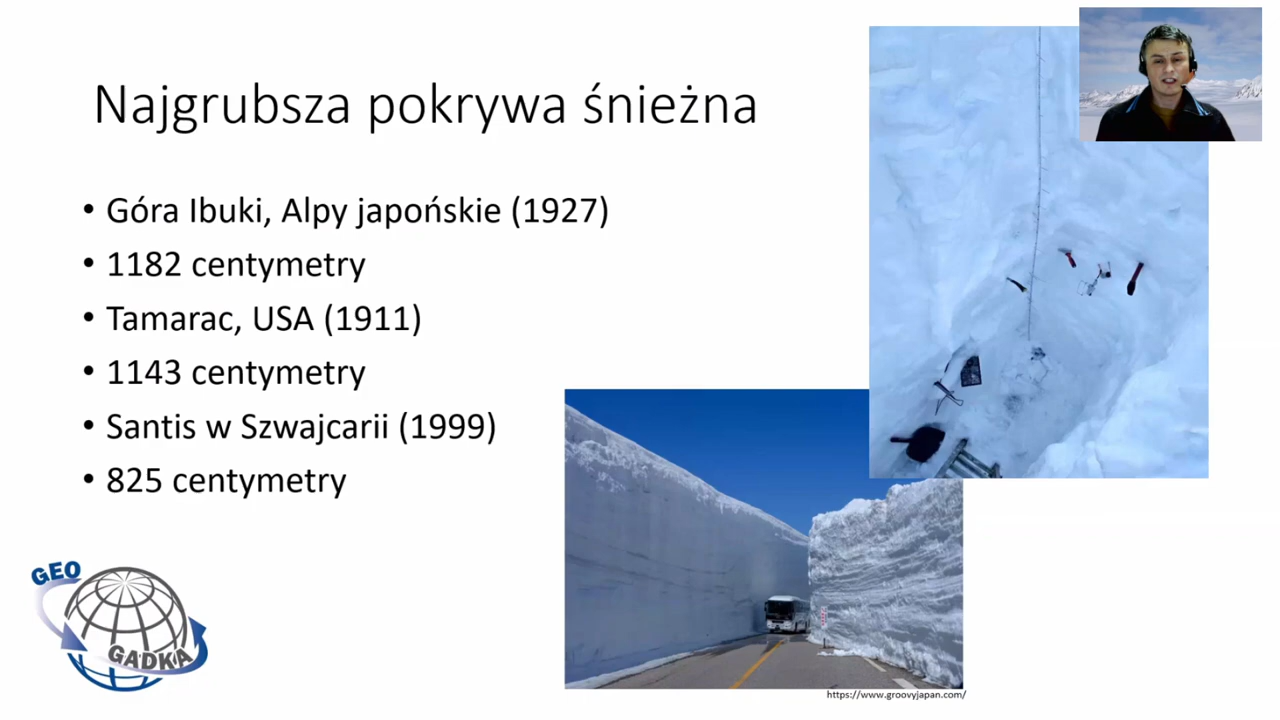 Najgrubsza pokrywa śnieżna
• Góra Ibuki, Alpy japońskie (1927)
• 1182 centymetry
• Tamarac, USA (1911)
• 1143 centymetry
• Santis w Szwajcarii (1999)
• 825 centymetry
GEO
GADKA
https://www.groovyjapan.com/